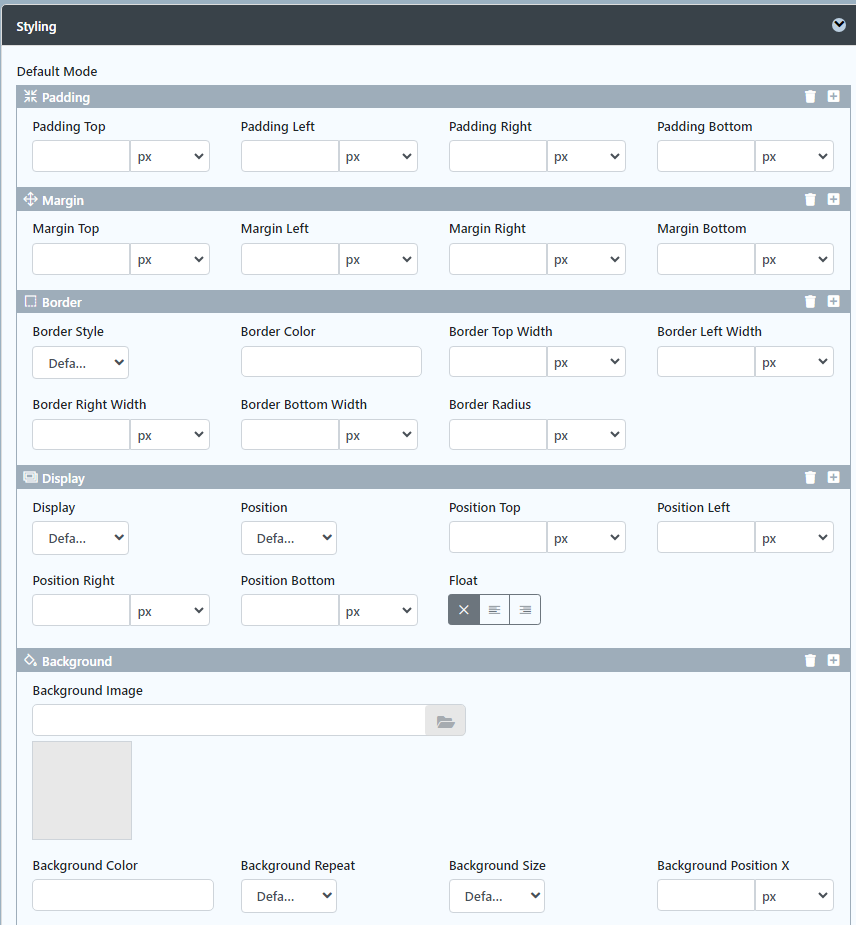 Styling
Default Mode
Padding
Padding Top Padding Left Padding Right Padding Bottom
px px px px
Margin
Margin Top Margin Left Margin Right Margin Bottom
px px px px
Border
Border Style Border Color Border Top Width Border Left Width
Defa... px px
Border Right Width Border Bottom Width Border Radius
px px px
Display
Display Position Position Top Position Left
Defa... Defa... px px
Position Right Position Bottom Float
px px
Background
Background Image
Background Color Background Repeat Background Size Background Position X
Defa... Defa... px